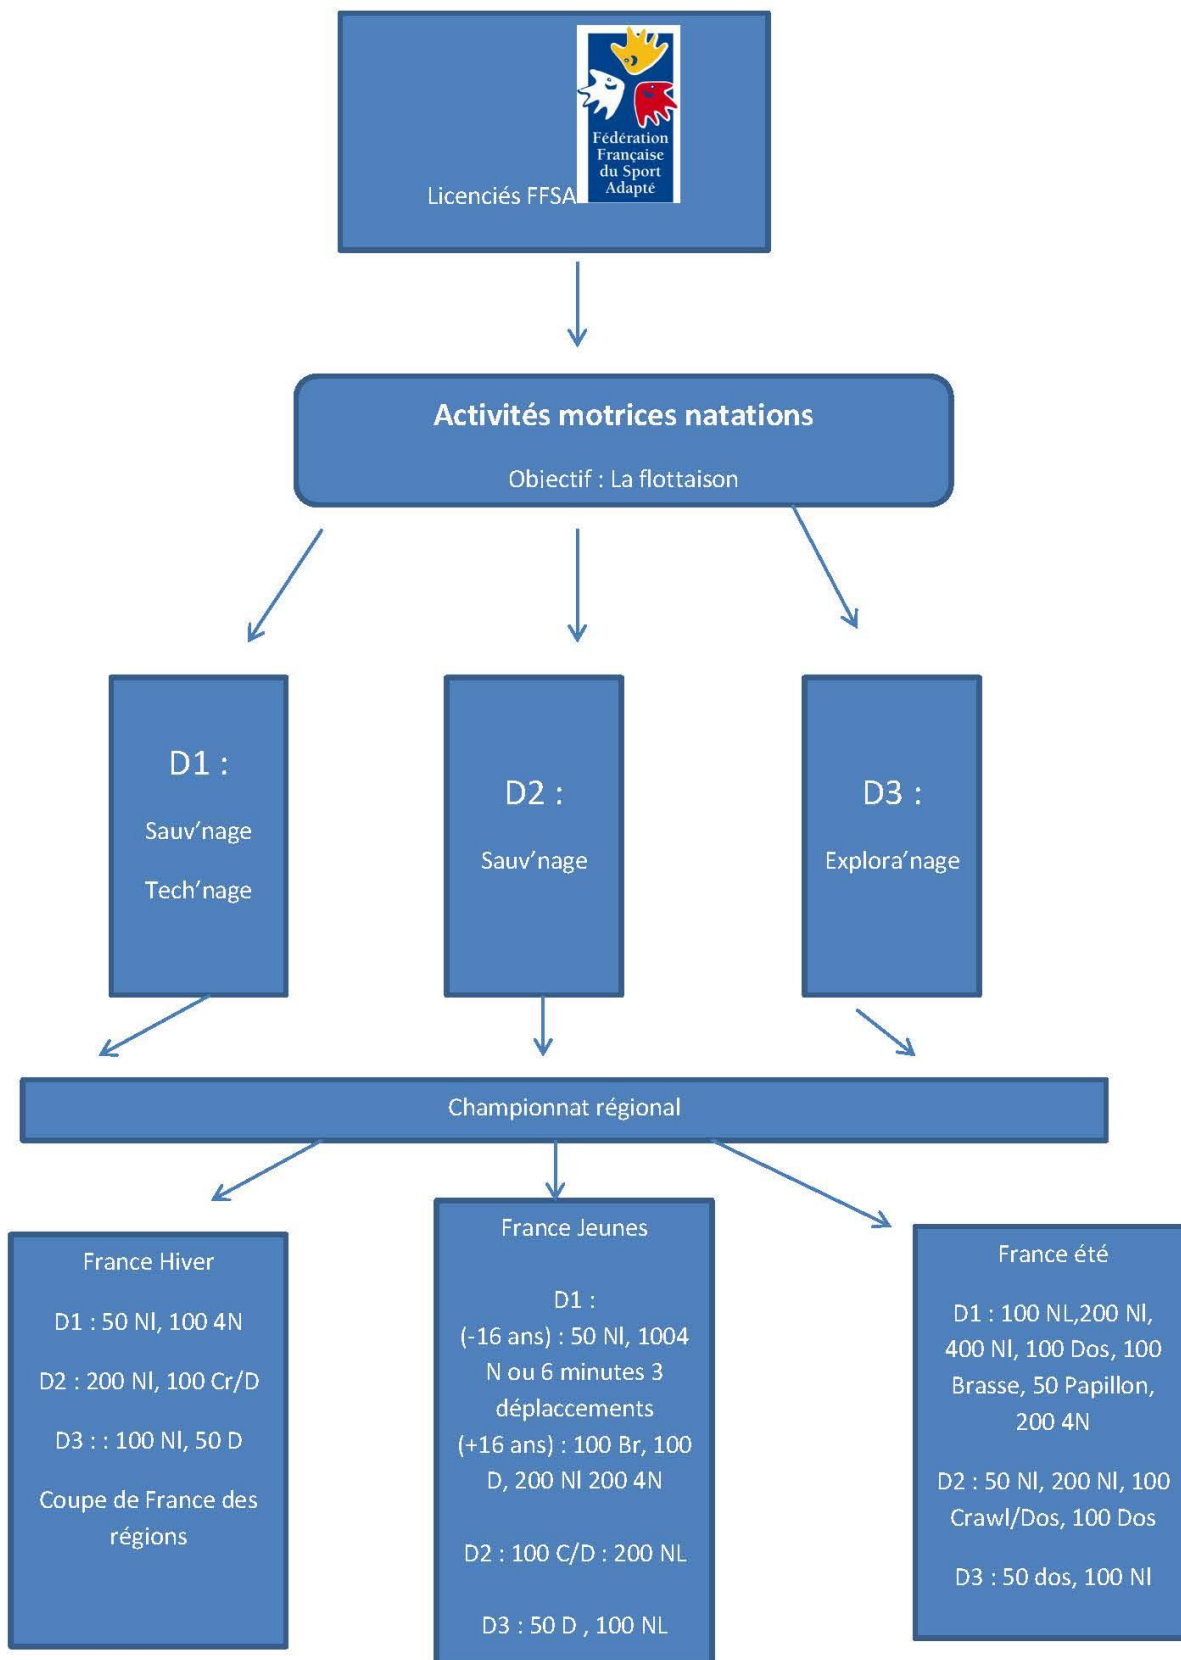 Fédération
Française
du Sport
Adapté
Licenciés FFSA
Activités motrices natations
Objectif : La flottaison
D1 :
Sauv'nage
Tech'nage
D2 :
Sauv'nage
D3 :
Explora'nage
Championnat régional
France Hiver
D1 : 50 Nl, 100 4N
D2 : 200 Nl, 100 Cr/D
D3 : : 100 Nl, 50 D
Coupe de France des
régions
France Jeunes
D1 :
(-16 ans) : 50 Nl, 1004
N ou 6 minutes 3
déplaccements
(+16 ans) : 100 Br, 100
D, 200 Nl 200 4N
D2 : 100 C/D : 200 NL
D3 : 50 D , 100 NL
France été
D1 : 100 NL,200 Nl,
400 Nl, 100 Dos, 100
Brasse, 50 Papillon,
200 4N
D2 : 50 Nl, 200 Nl, 100
Crawl/Dos, 100 Dos
D3 : 50 dos, 100 Nl